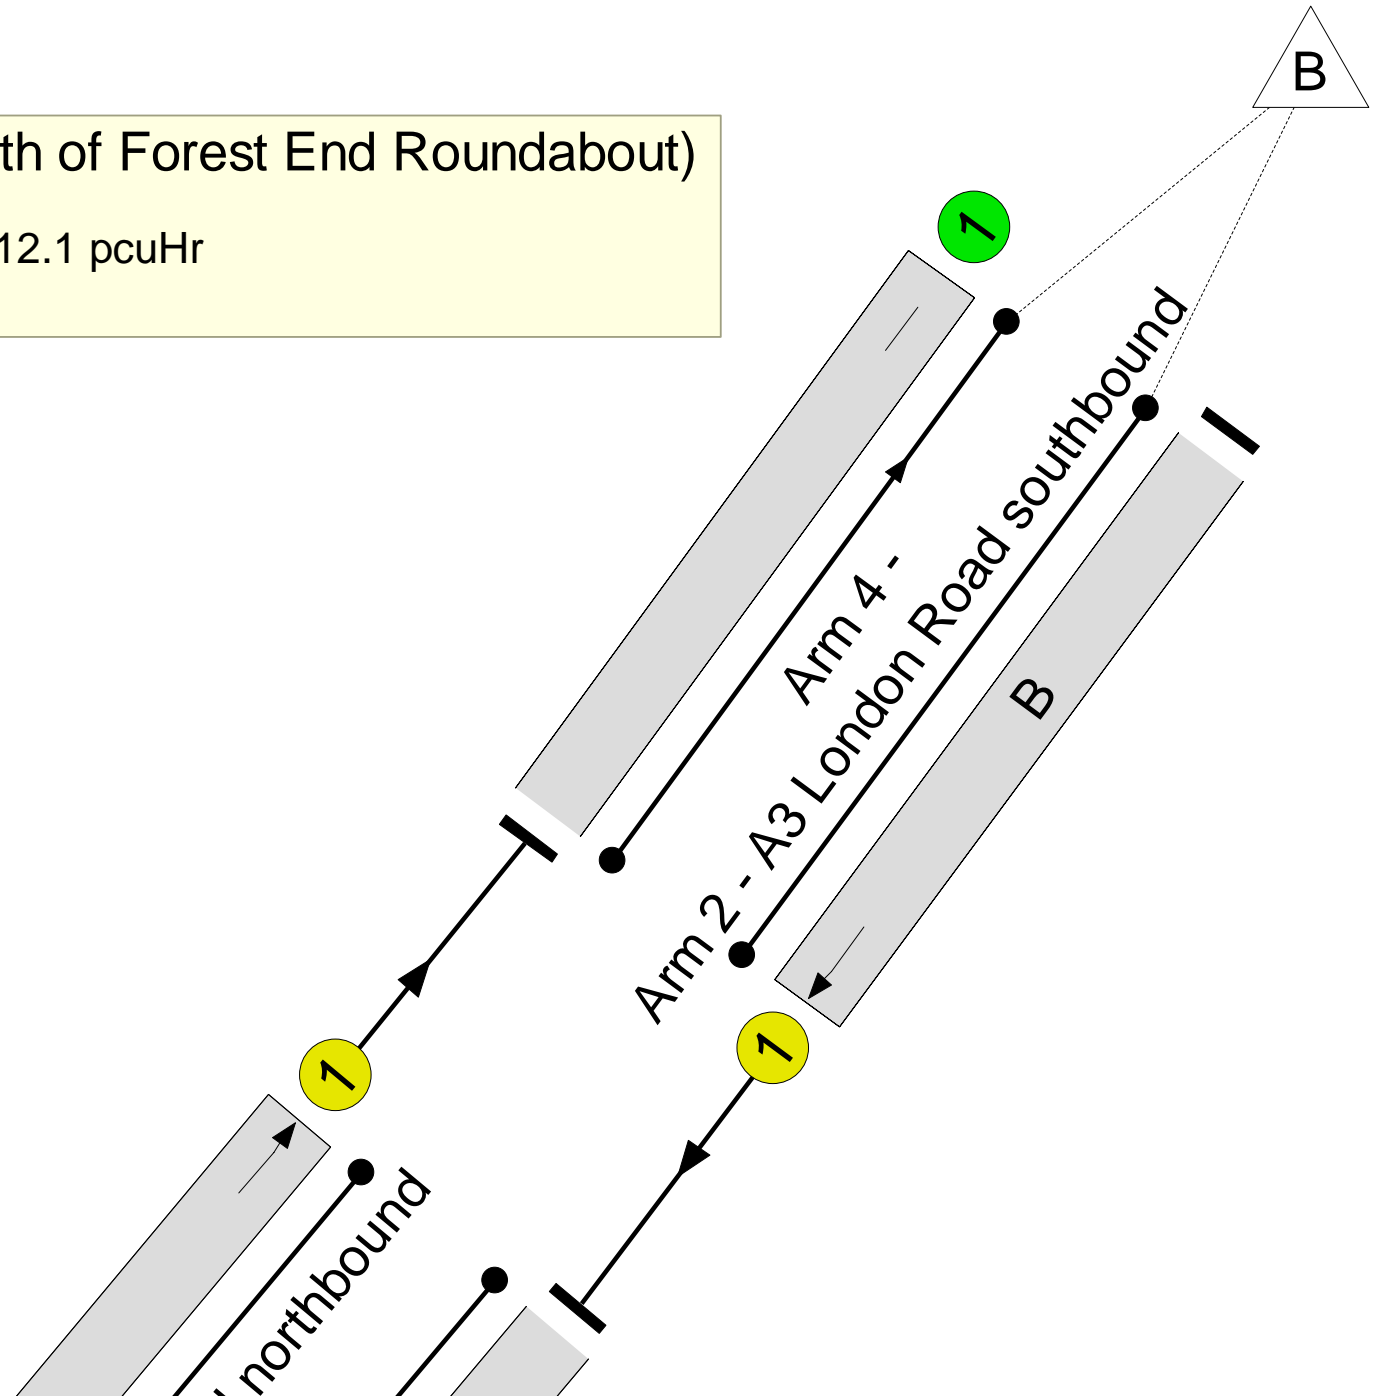 B
th of Forest End Roundabout)
12.1 pcuHr
1
Arm 4 -
Arm 2 - A3 London Road southbound
B
1
1
northbound